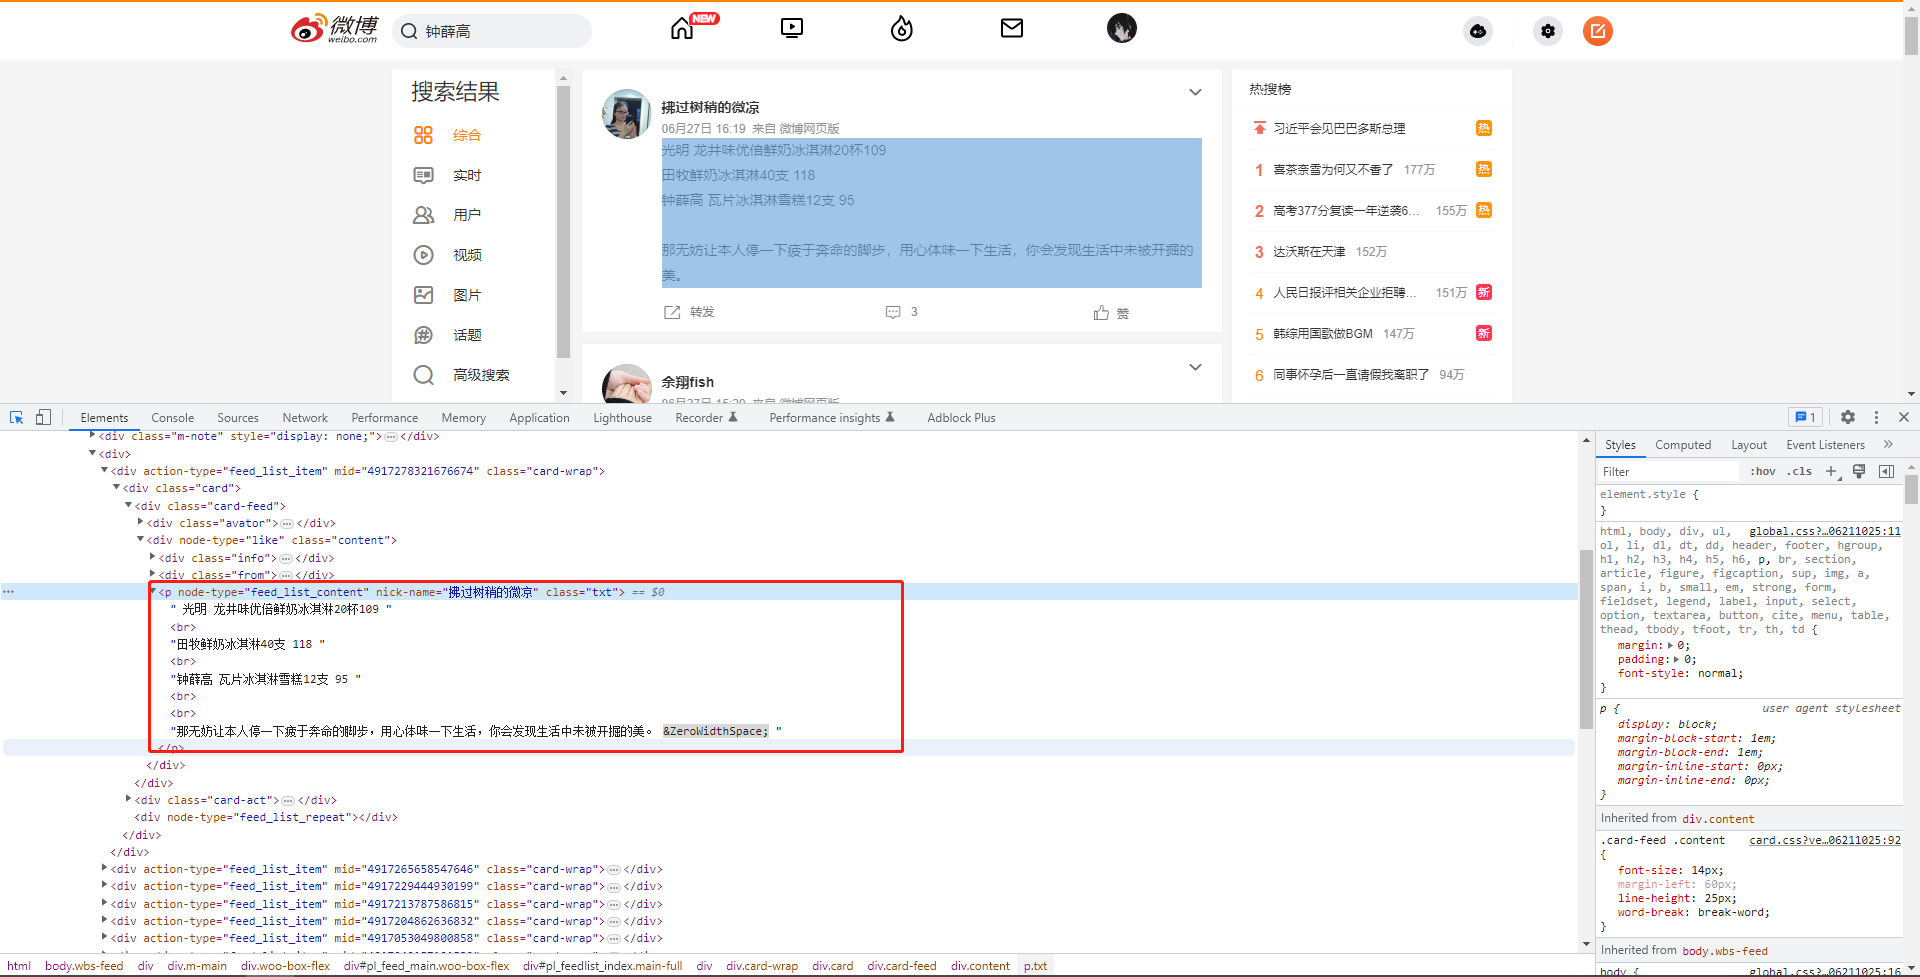 微博
weibo.com
钟薛高
NEW
搜索结果
综合
实时
用户
视频
图片
话题
高级搜索
拂过树稍的微凉
06月27日 16:19 来自 微博网页版
光明 龙井味优倍鲜奶冰淇淋20杯109
田牧鲜奶冰淇淋40支 118
钟薛高 瓦片冰淇淋雪糕12支 95
那无妨让本人停一下疲于奔命的脚步，用心体味一下生活，你会发现生活中未被开掘的
美。
转发
3
赞
余翔fish
06月27日 15:29 来自 微博网页版
热搜榜
习近平会见巴巴多斯总理 热
1 喜茶奈雪为何又不香了 177万 热
2 高考377分复读一年逆袭6... 155万 热
3 达沃斯在天津 152万
4 人民日报评相关企业拒聘... 151万 新
5 韩综用国歌做BGM 147万 新
6 同事怀孕后一直请假我离职了 94万
Elements Console Sources Network Performance Memory Application Lighthouse Recorder Performance insights Adblock Plus 1
<div class="m-note" style="display: none;">…</div>
<div>
<div action-type="feed_list_item" mid="4917278321676674" class="card-wrap">
<div class="card">
<div class="card-feed">
<div class="avator">…</div>
<div node-type="like" class="content">
<div class="info">…</div>
<div class="from">…</div>
<p node-type="feed_list_content" nick-name="拂过树稍的微凉" class="txt"> == $0
" 光明 龙井味优倍鲜奶冰淇淋20杯109 "
<br>
"田牧鲜奶冰淇淋40支 118 "
<br>
"钟薛高 瓦片冰淇淋雪糕12支 95 "
<br>
<br>
"那无妨让本人停一下疲于奔命的脚步，用心体味一下生活，你会发现生活中未被开掘的美。 &ZeroWidthSpace; "
</p>
</div>
</div>
<div class="card-act">…</div>
<div node-type="feed_list_repeat"></div>
</div>
</div>
<div action-type="feed_list_item" mid="4917265658547646" class="card-wrap">…</div>
<div action-type="feed_list_item" mid="4917229444930199" class="card-wrap">…</div>
<div action-type="feed_list_item" mid="4917213787586815" class="card-wrap">…</div>
<div action-type="feed_list_item" mid="4917204862636832" class="card-wrap">…</div>
<div action-type="feed_list_item" mid="4917053049800858" class="card-wrap">…</div>
html body.wbs-feed div div.m-main div.woo-box-flex div#pl_feed_main.woo-box-flex div#pl_feedlist_index.main-full div div.card-wrap div.card div.card-feed div.content p.txt
Styles Computed Layout Event Listeners »
Filter :hov .cls +
element.style {
}
html, body, div, ul, global.css?…06211025:11
ol, li, dl, dt, dd, header, footer, hgroup,
h1, h2, h3, h4, h5, h6, p, br, section,
article, figure, figcaption, sup, img, a,
span, i, b, small, em, strong, form,
fieldset, legend, label, input, select,
option, textarea, button, cite, menu, table,
thead, tbody, tfoot, tr, th, td {
margin: 0;
padding: 0;
font-style: normal;
}
p { user agent stylesheet
display: block;
margin-block-start: 1em;
margin-block-end: 1em;
margin-inline-start: 0px;
margin-inline-end: 0px;
}
Inherited from div.content
.card-feed .content card.css?ve…06211025:92
{
font-size: 14px;
margin-left: 60px;
line-height: 25px;
word-break: break-word;
}
Inherited from body.wbs-feed
body { global.css?…06211025:16